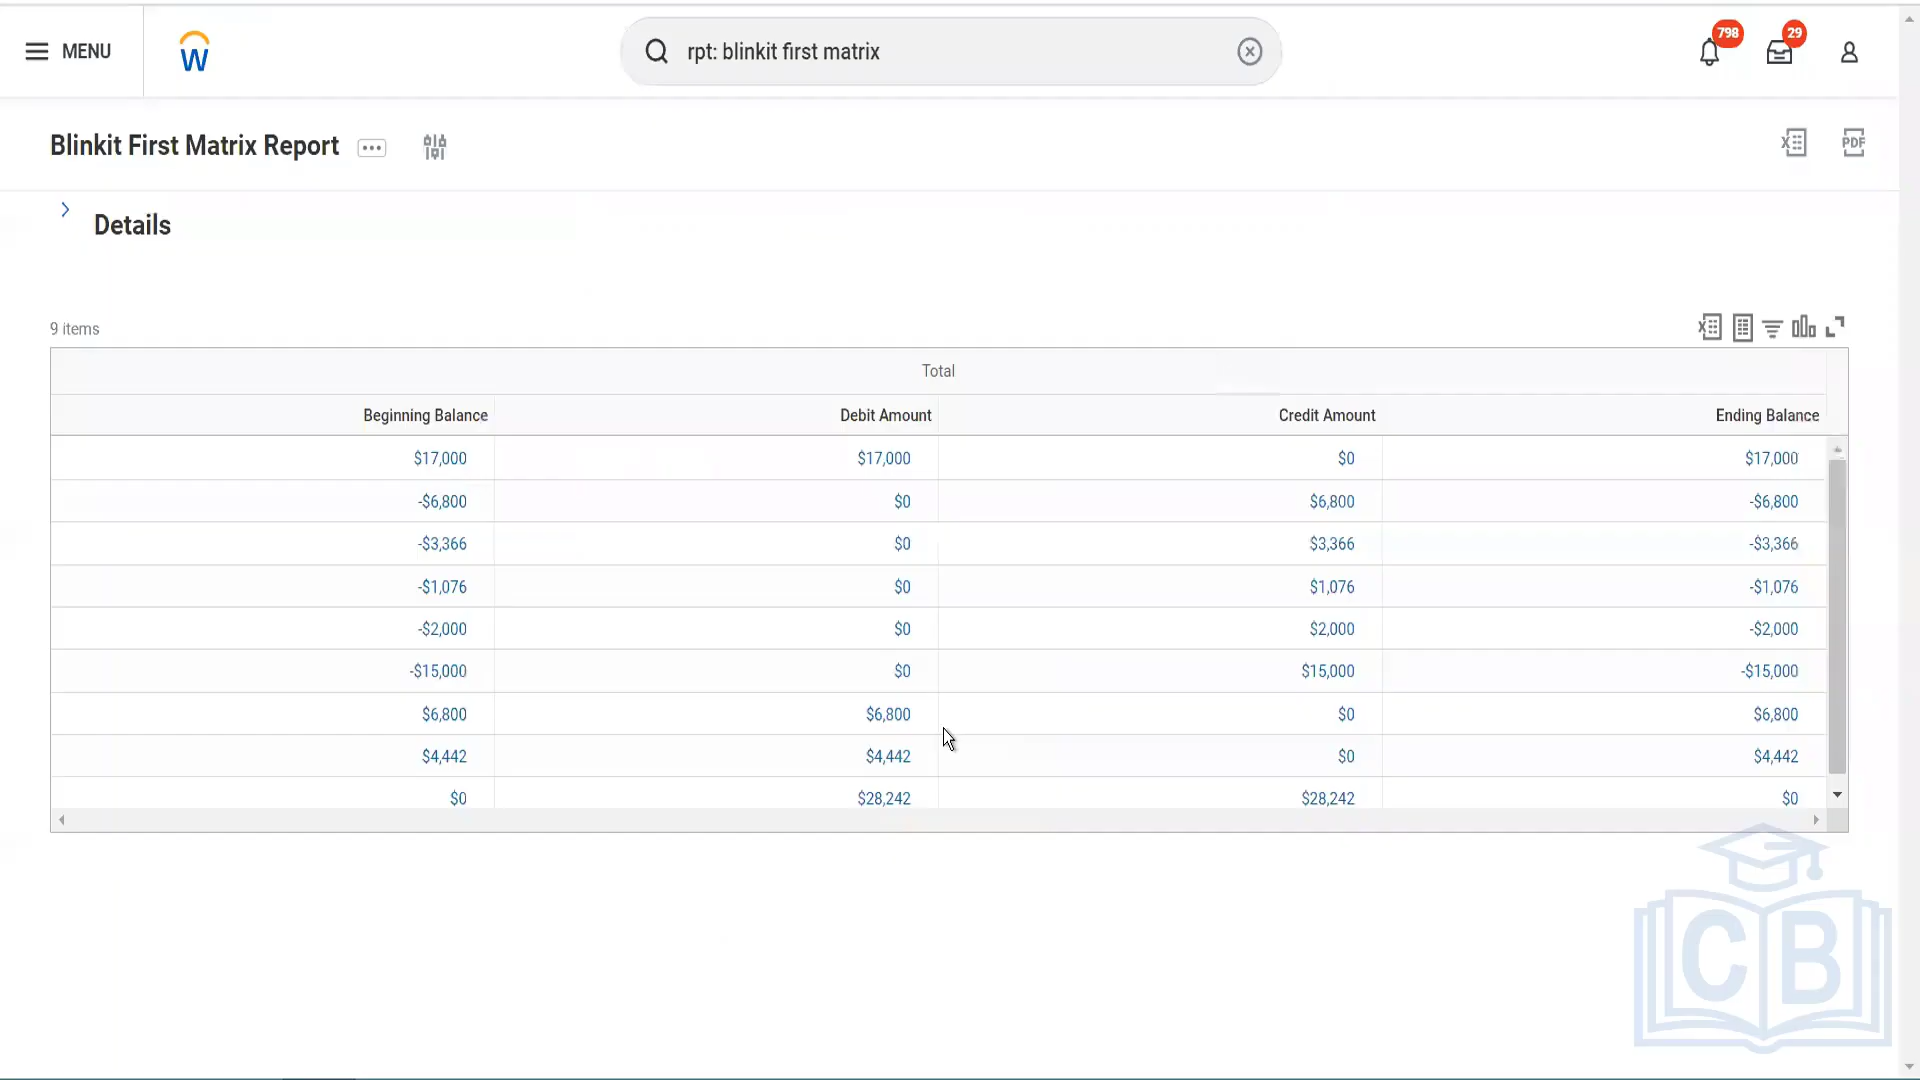 MENU
W
rpt: blinkit first matrix
798
29
Blinkit First Matrix Report
X
PDF
Details
9 items
X
Total
Beginning Balance Debit Amount Credit Amount Ending Balance
$17,000 $17,000 $0 $17,000
-$6,800 $0 $6,800 -$6,800
-$3,366 $0 $3,366 -$3,366
-$1,076 $0 $1,076 -$1,076
-$2,000 $0 $2,000 -$2,000
-$15,000 $0 $15,000 -$15,000
$6,800 $6,800 $0 $6,800
$4,442 $4,442 $0 $4,442
$0 $28,242 $28,242 $0
CB